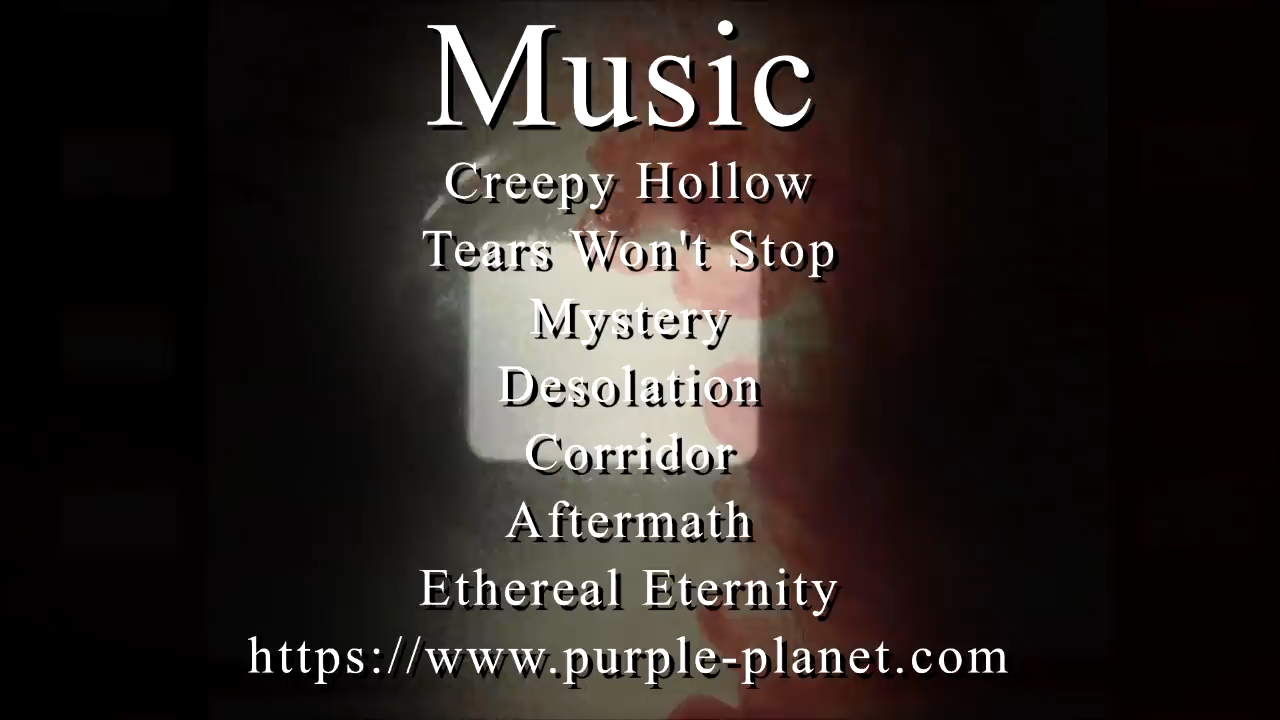 Music
Creepy Hollow
Tears Won't Stop
Mystery
Desolation
Corridor
Aftermath
Ethereal Eternity
https://www.purple-planet.com